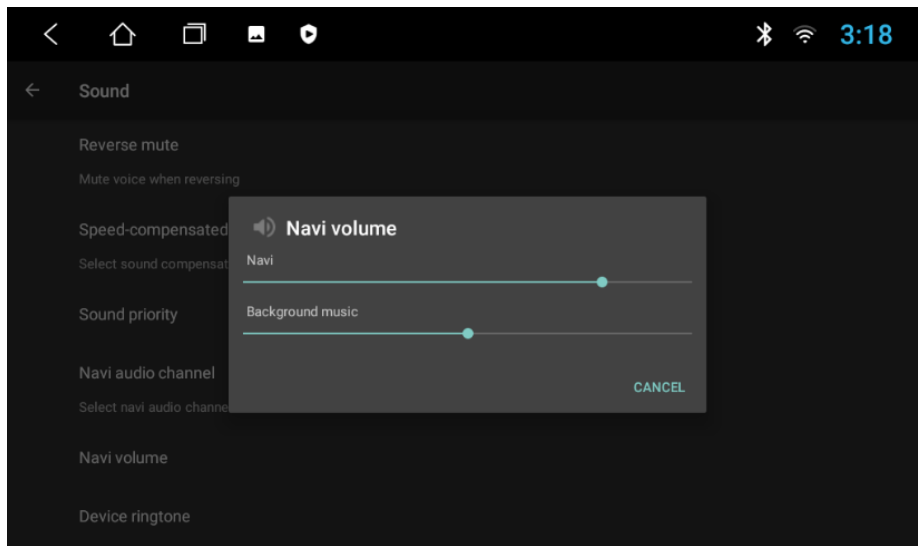 3:18
Sound
Reverse mute
Mute voice when reversing
Speed-compensated
Select sound compensat
Sound priority
Navi audio channel
Select navi audio channe
Navi volume
Device ringtone
Navi volume
Navi
Background music
CANCEL